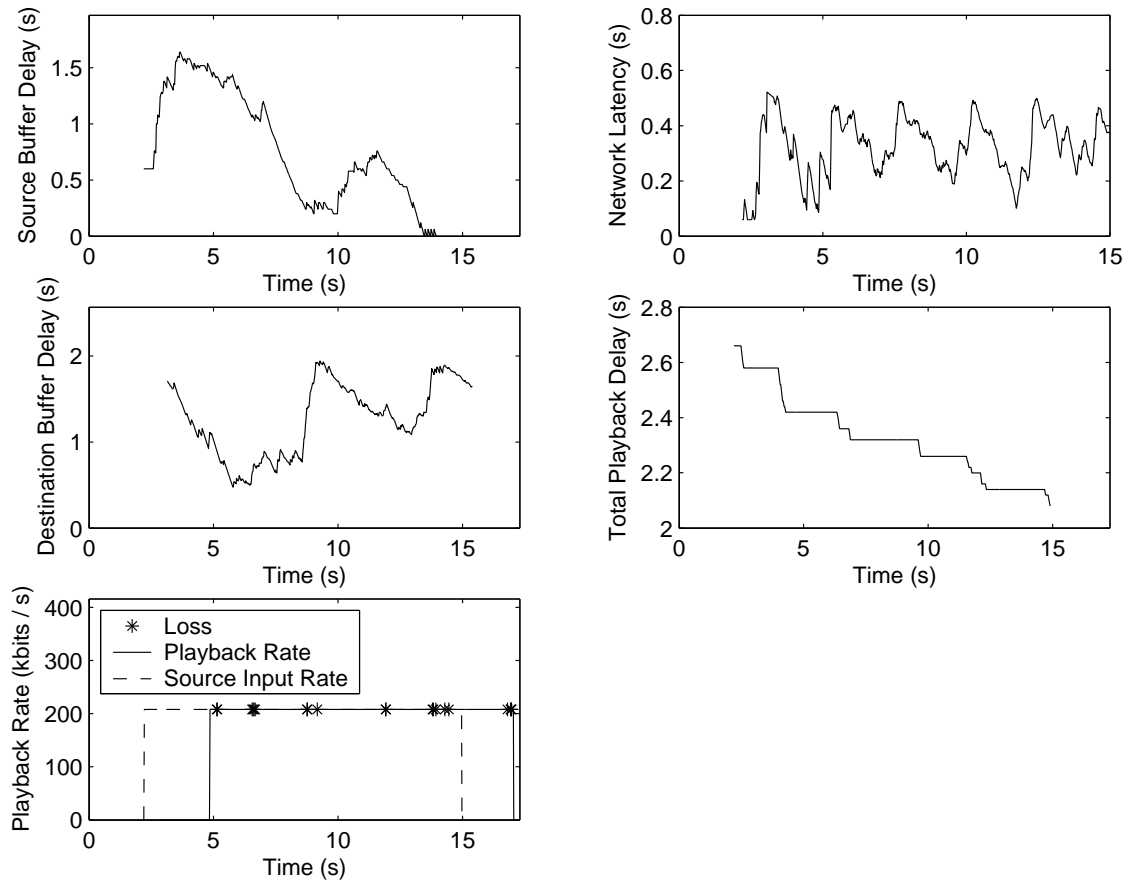 Source Buffer Delay (s)
1.5
1
0.5
0
0 5 10 15
Time (s)
Network Latency (s)
0.8
0.6
0.4
0.2
0
0 5 10 15
Time (s)
Destination Buffer Delay (s)
2
1
0
0 5 10 15
Time (s)
Total Playback Delay (s)
2.8
2.6
2.4
2.2
2
0 5 10 15
Time (s)
Playback Rate (kbits / s)
400
300
200
100
0
Loss
Playback Rate
Source Input Rate
0 5 10 15
Time (s)